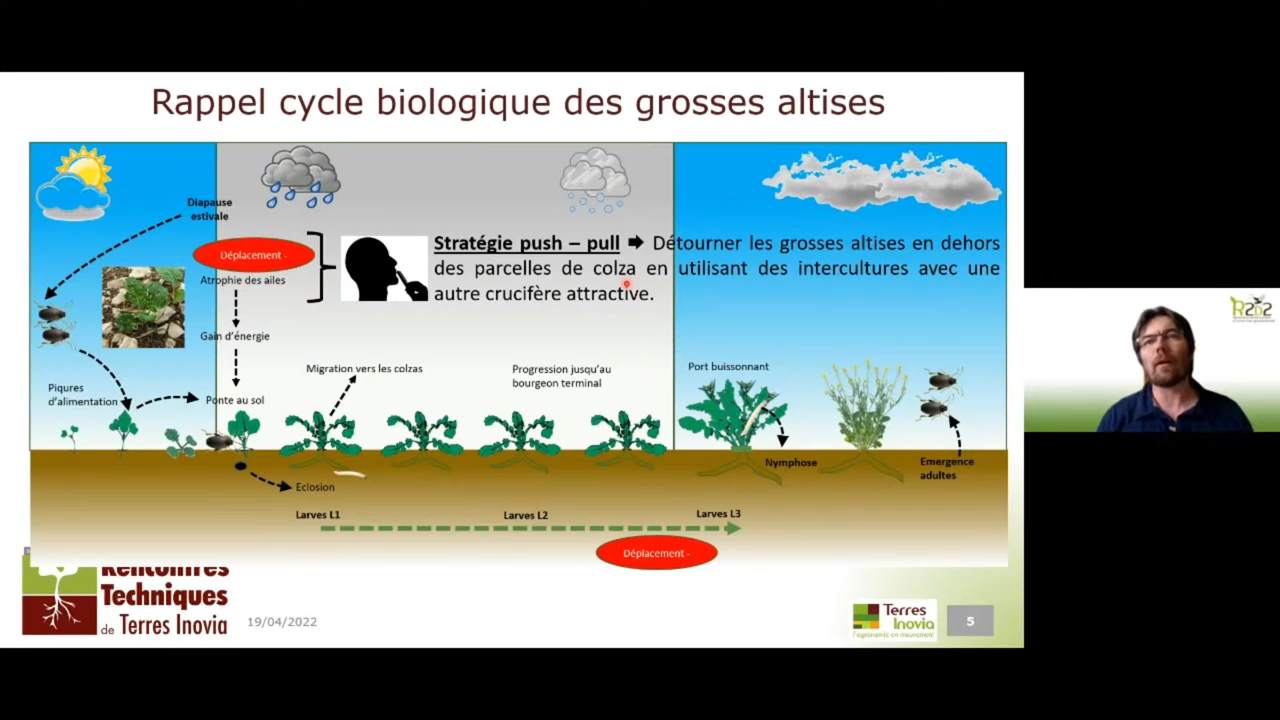 Rappel cycle biologique des grosses altises
Diapause
estivale
Déplacement -
Atrophie des ailes
Gain d'énergie
Stratégie push – pull 🡆 Détourner les grosses altises en dehors
des parcelles de colza en utilisant des intercultures avec une
autre crucifère attractive.
Piqures
d'alimentation
Ponte au sol
Migration vers les colzas
Progression jusqu'au
bourgeon terminal
Port buissonnant
Nymphose
Emergence
adultes
Eclosion
Larves L1
Larves L2
Larves L3
Déplacement -
Rencontres
Techniques
de Terres Inovia
19/04/2022
Terres
Inovia
l'agronomie en mouvement
5
R2D2